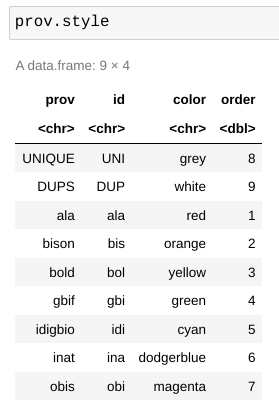 prov.style
A data.frame: 9 × 4
prov id color order
<chr> <chr> <chr> <dbl>
UNIQUE UNI grey 8
DUPS DUP white 9
ala ala red 1
bison bis orange 2
bold bol yellow 3
gbif gbi green 4
idigbio idi cyan 5
inat ina dodgerblue 6
obis obi magenta 7